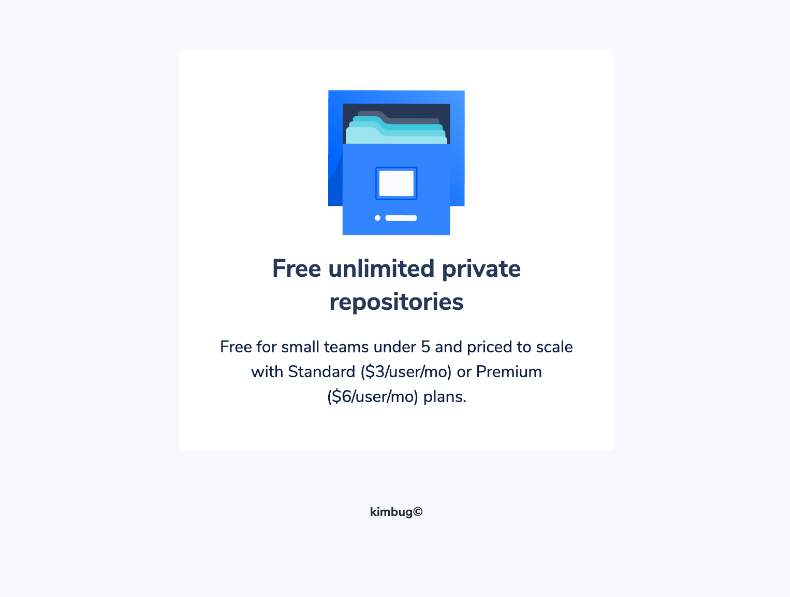 Free unlimited private
repositories
Free for small teams under 5 and priced to scale
with Standard ($3/user/mo) or Premium
($6/user/mo) plans.
kimbug©